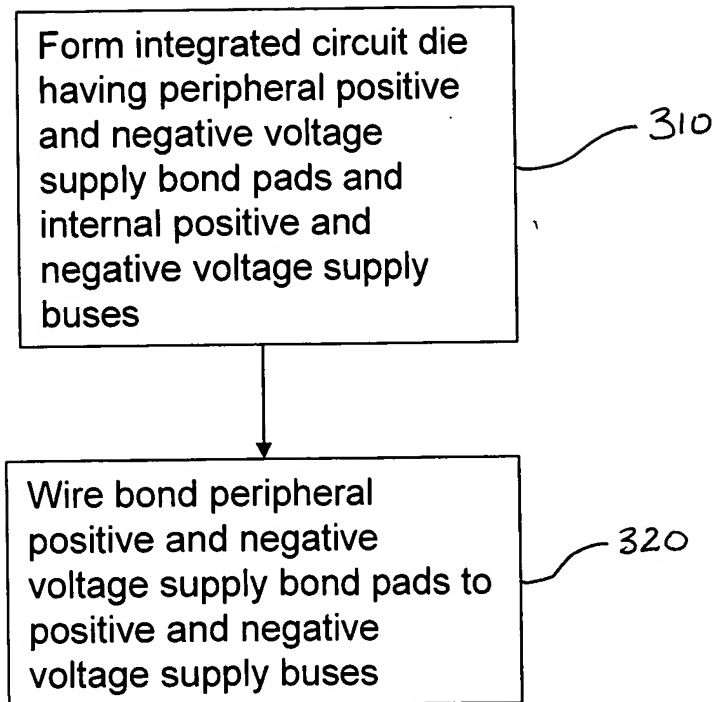 Form integrated circuit die
having peripheral positive
and negative voltage
supply bond pads and
internal positive and
negative voltage supply
buses
310
Wire bond peripheral
positive and negative
voltage supply bond pads to
positive and negative
voltage supply buses
320